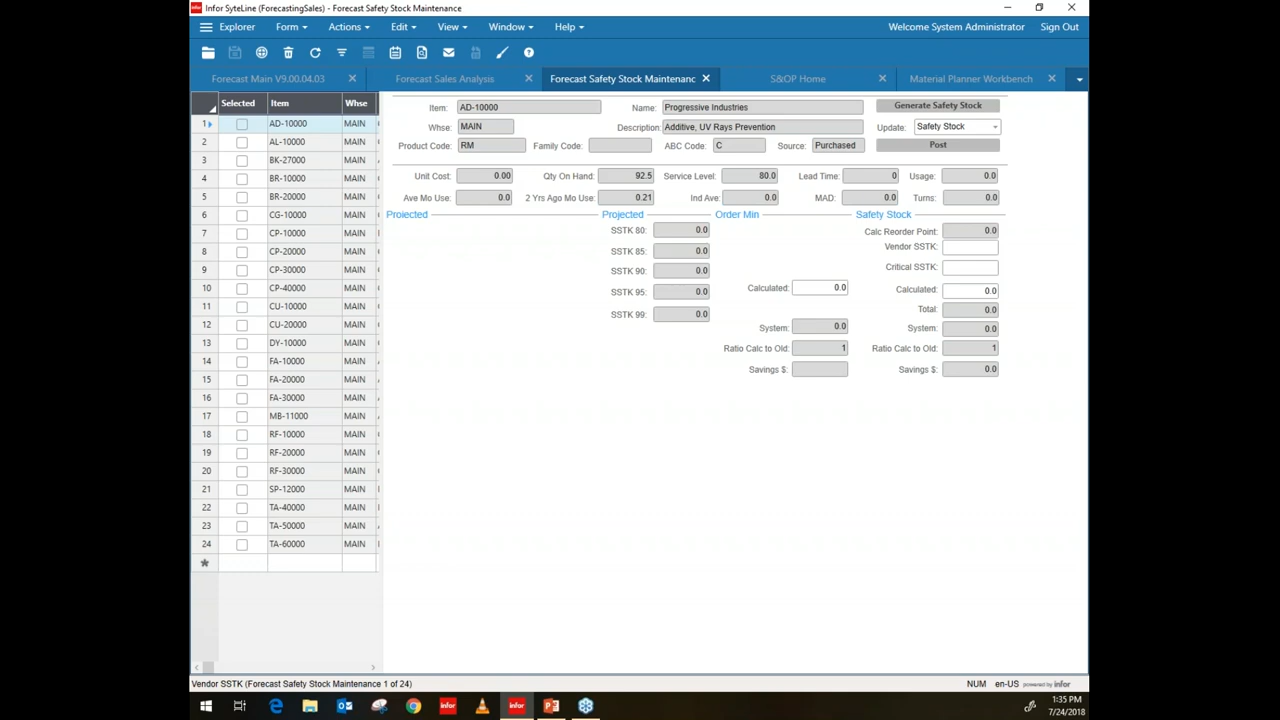 Infor SyteLine (ForecastingSales) - Forecast Safety Stock Maintenance
Explorer Form Actions Edit View Window Help Welcome System Administrator Sign Out
Forecast Main V9.00.04.03 Forecast Sales Analysis Forecast Safety Stock Maintenanc S&OP Home Material Planner Workbench
Selected Item Whse
1 AD-10000 MAIN
2 AL-10000 MAIN
3 BK-27000 MAIN
4 BR-10000 MAIN
5 BR-20000 MAIN
6 CG-10000 MAIN
7 CP-10000 MAIN
8 CP-20000 MAIN
9 CP-30000 MAIN
10 CP-40000 MAIN
11 CU-10000 MAIN
12 CU-20000 MAIN
13 DY-10000 MAIN
14 FA-10000 MAIN
15 FA-20000 MAIN
16 FA-30000 MAIN
17 MB-11000 MAIN
18 RF-10000 MAIN
19 RF-20000 MAIN
20 RF-30000 MAIN
21 SP-12000 MAIN
22 TA-40000 MAIN
23 TA-50000 MAIN
24 TA-60000 MAIN
Item: AD-10000 Name: Progressive Industries Generate Safety Stock
Whse: MAIN Description: Additive, UV Rays Prevention Update: Safety Stock
Product Code: RM Family Code: ABC Code: C Source: Purchased Post
Unit Cost: 0.00 Qty On Hand: 92.5 Service Level: 80.0 Lead Time: 0 Usage: 0.0
Ave Mo Use: 0.0 2 Yrs Ago Mo Use: 0.21 Ind Ave: 0.0 MAD: 0.0 Turns: 0.0
Projected Projected Order Min Safety Stock
SSTK 80: 0.0 Calc Reorder Point: 0.0
Vendor SSTK:
SSTK 85: 0.0
SSTK 90: 0.0 Critical SSTK:
SSTK 95: 0.0 Calculated: 0.0 Calculated: 0.0
SSTK 99: 0.0 Total: 0.0
System: 0.0 System: 0.0
Ratio Calc to Old: 1 Ratio Calc to Old: 1
Savings $: Savings $: 0.0
Vendor SSTK (Forecast Safety Stock Maintenance 1 of 24) NUM en-US powered by infor
infor infor 1:35 PM
7/24/2018